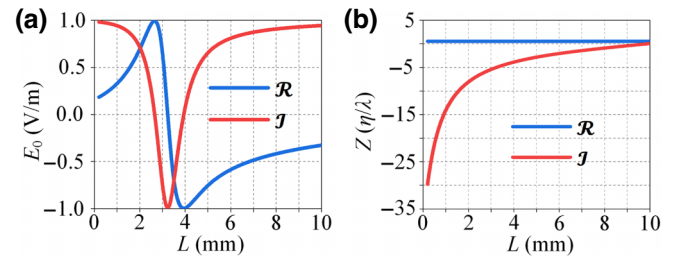 (a)
1.0
0.5
0.0
−0.5
−1.0
E₀ (V/m)
0 2 4 6 8 10
L (mm)
ℛ
ℐ
(b)
5
−5
−15
−25
−35
Z (η/λ)
0 2 4 6 8 10
L (mm)
ℛ
ℐ